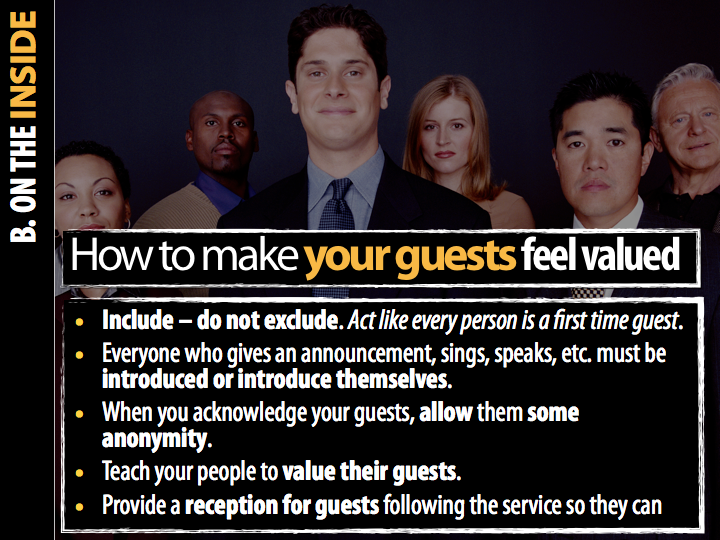 B. ON THE INSIDE
How to make your guests feel valued
• Include – do not exclude. Act like every person is a first time guest.
• Everyone who gives an announcement, sings, speaks, etc. must be
introduced or introduce themselves.
• When you acknowledge your guests, allow them some
anonymity.
• Teach your people to value their guests.
• Provide a reception for guests following the service so they can